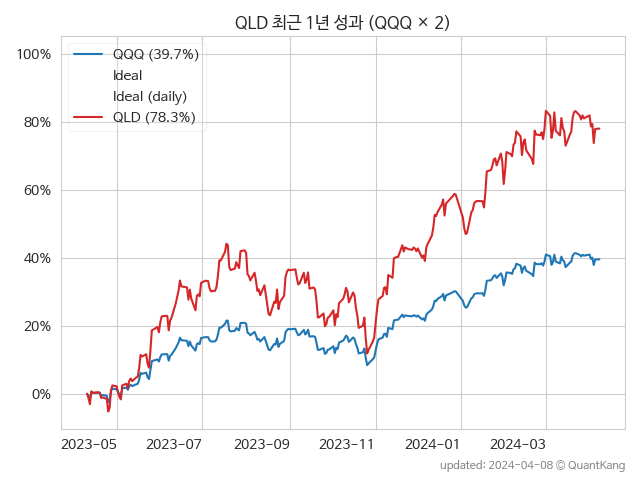 QLD 최근 1년 성과 (QQQ × 2)
QQQ (39.7%)
Ideal
Ideal (daily)
QLD (78.3%)
100%
80%
60%
40%
20%
0%
2023-05
2023-07
2023-09
2023-11
2024-01
2024-03
updated: 2024-04-08 © QuantKang